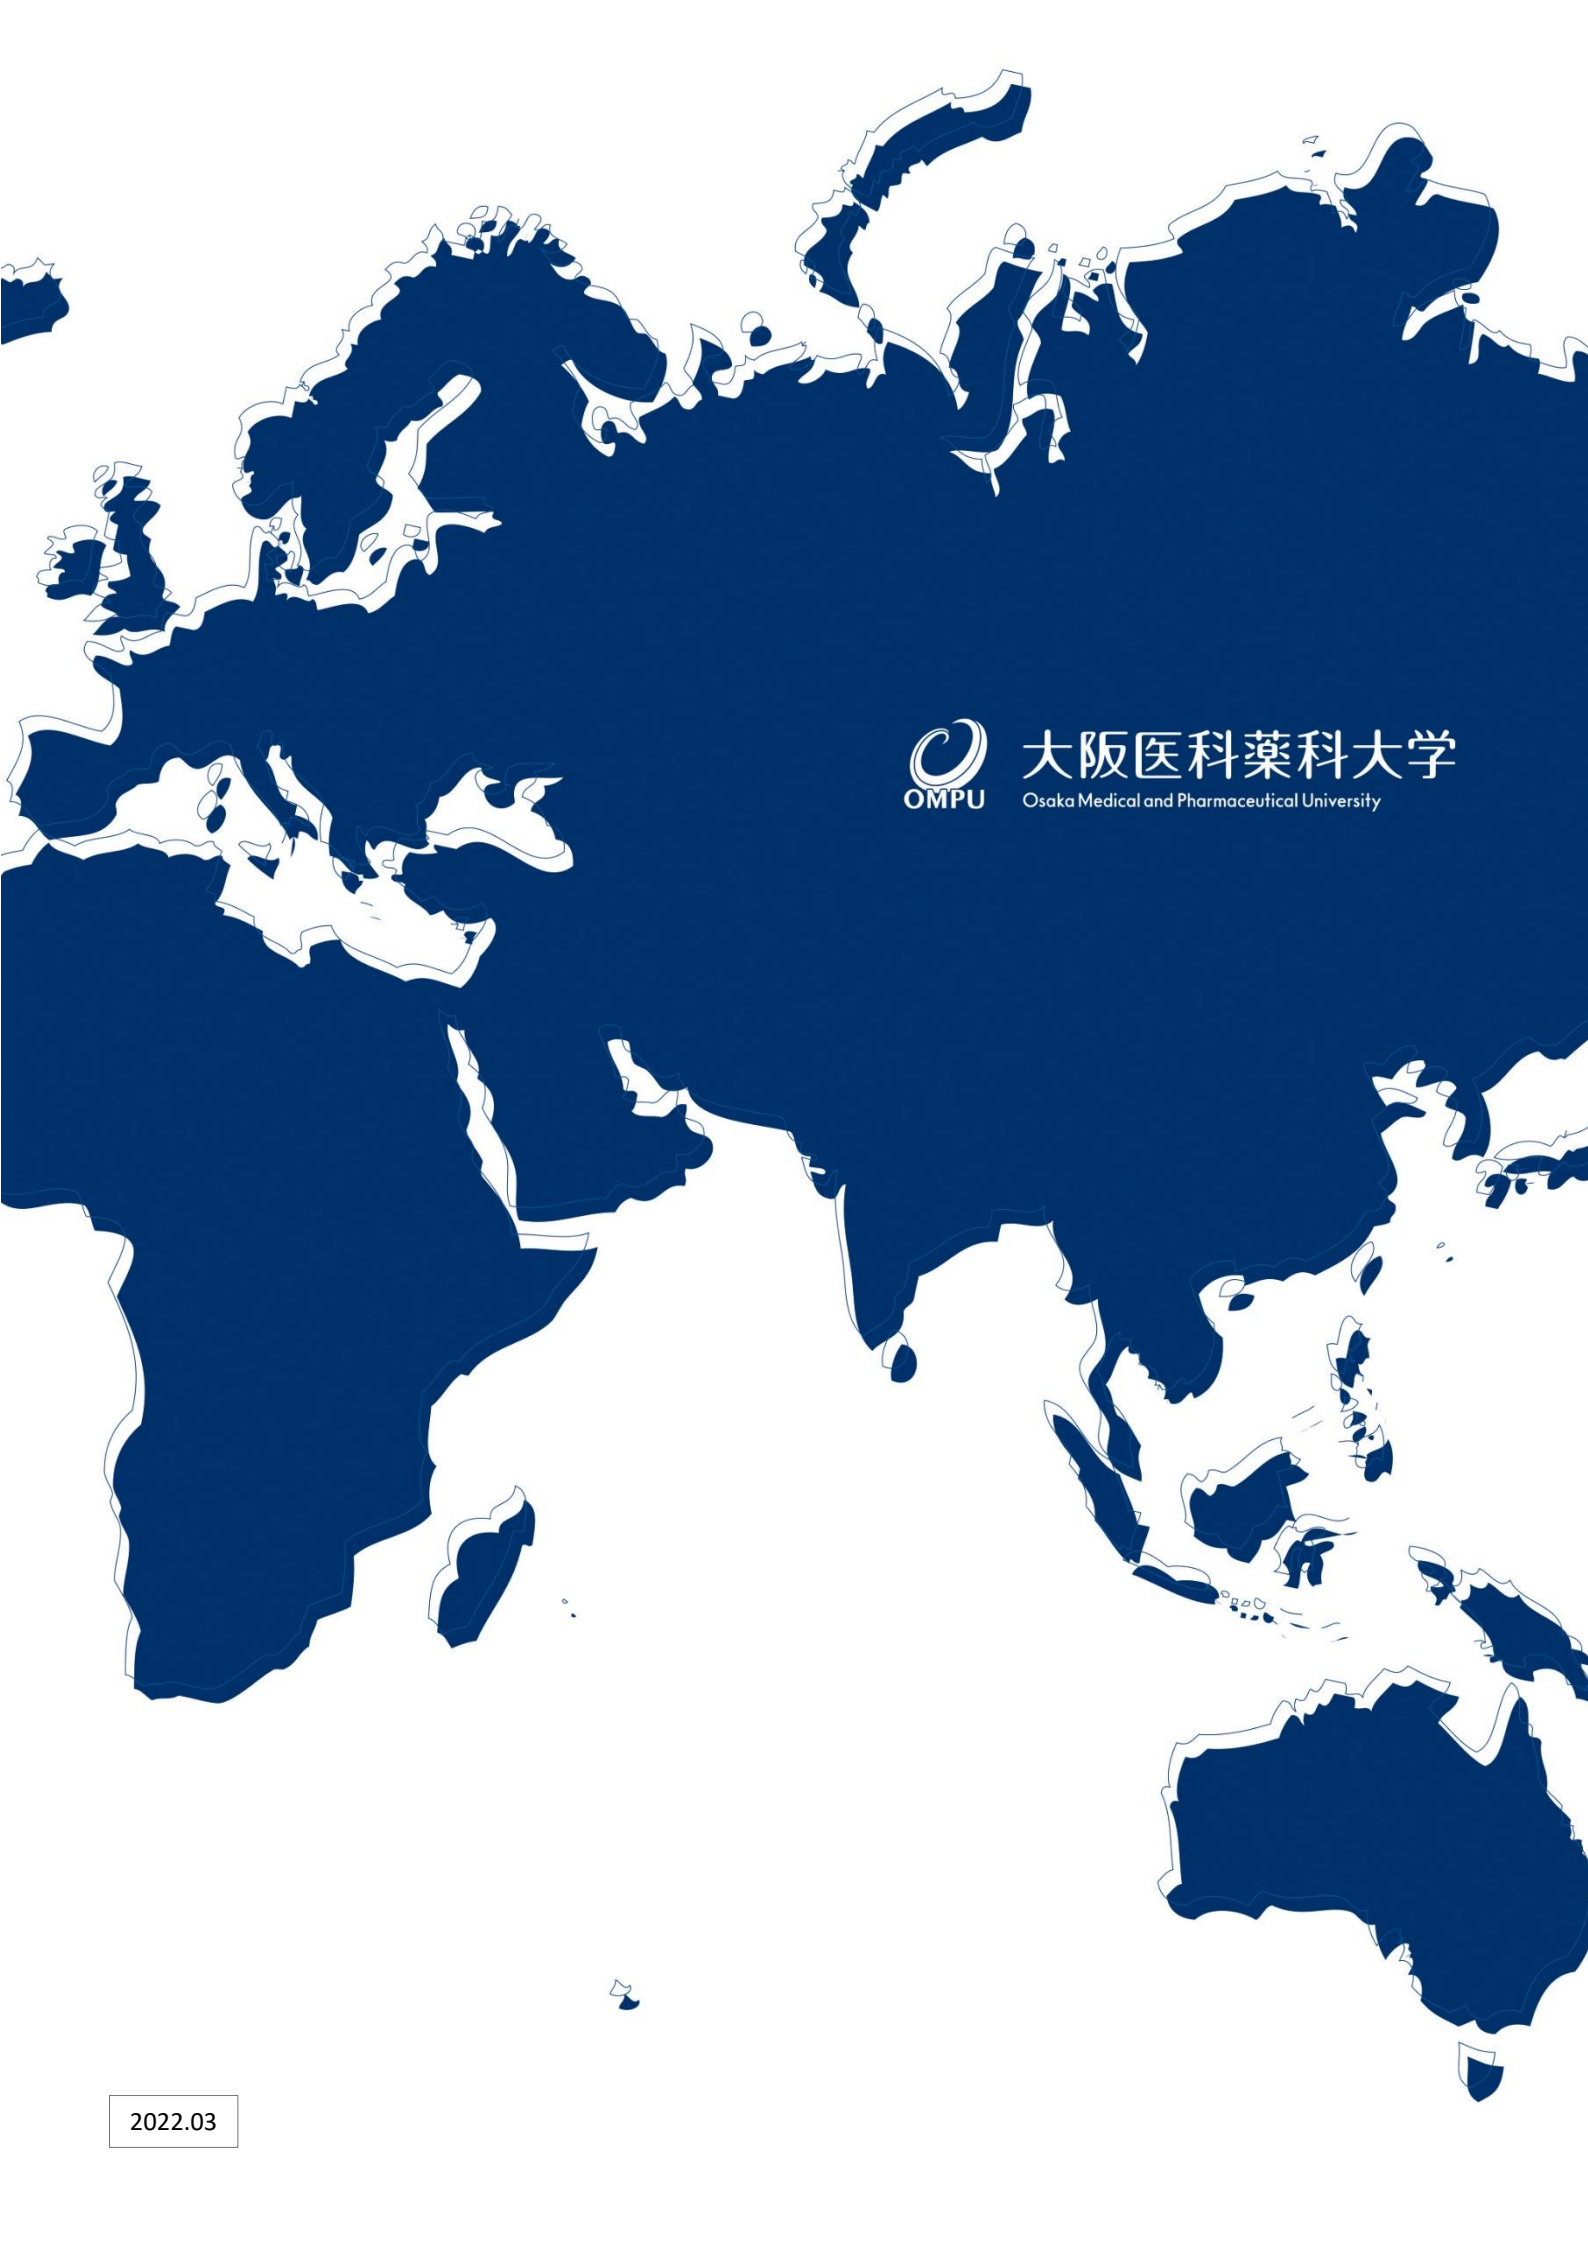 大阪医科薬科大学
OMPU
Osaka Medical and Pharmaceutical University
2022.03